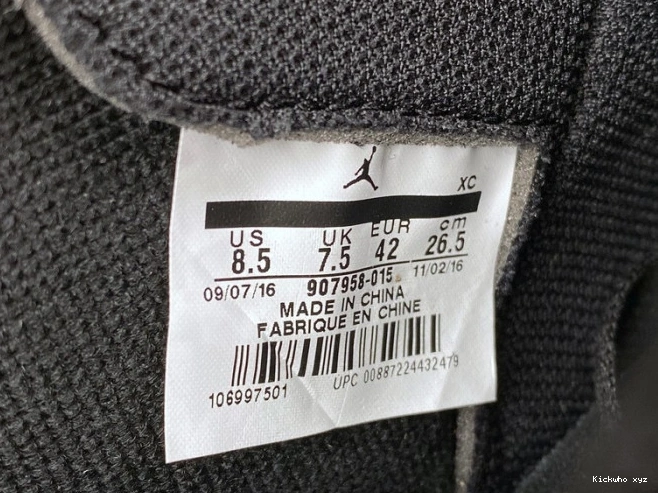 XC
US UK EUR cm
8.5 7.5 42 26.5
09/07/16 907958-015 11/02/16
MADE IN CHINA
FABRIQUE EN CHINE
106997501 UPC 00887224432479
Kickwho xyz